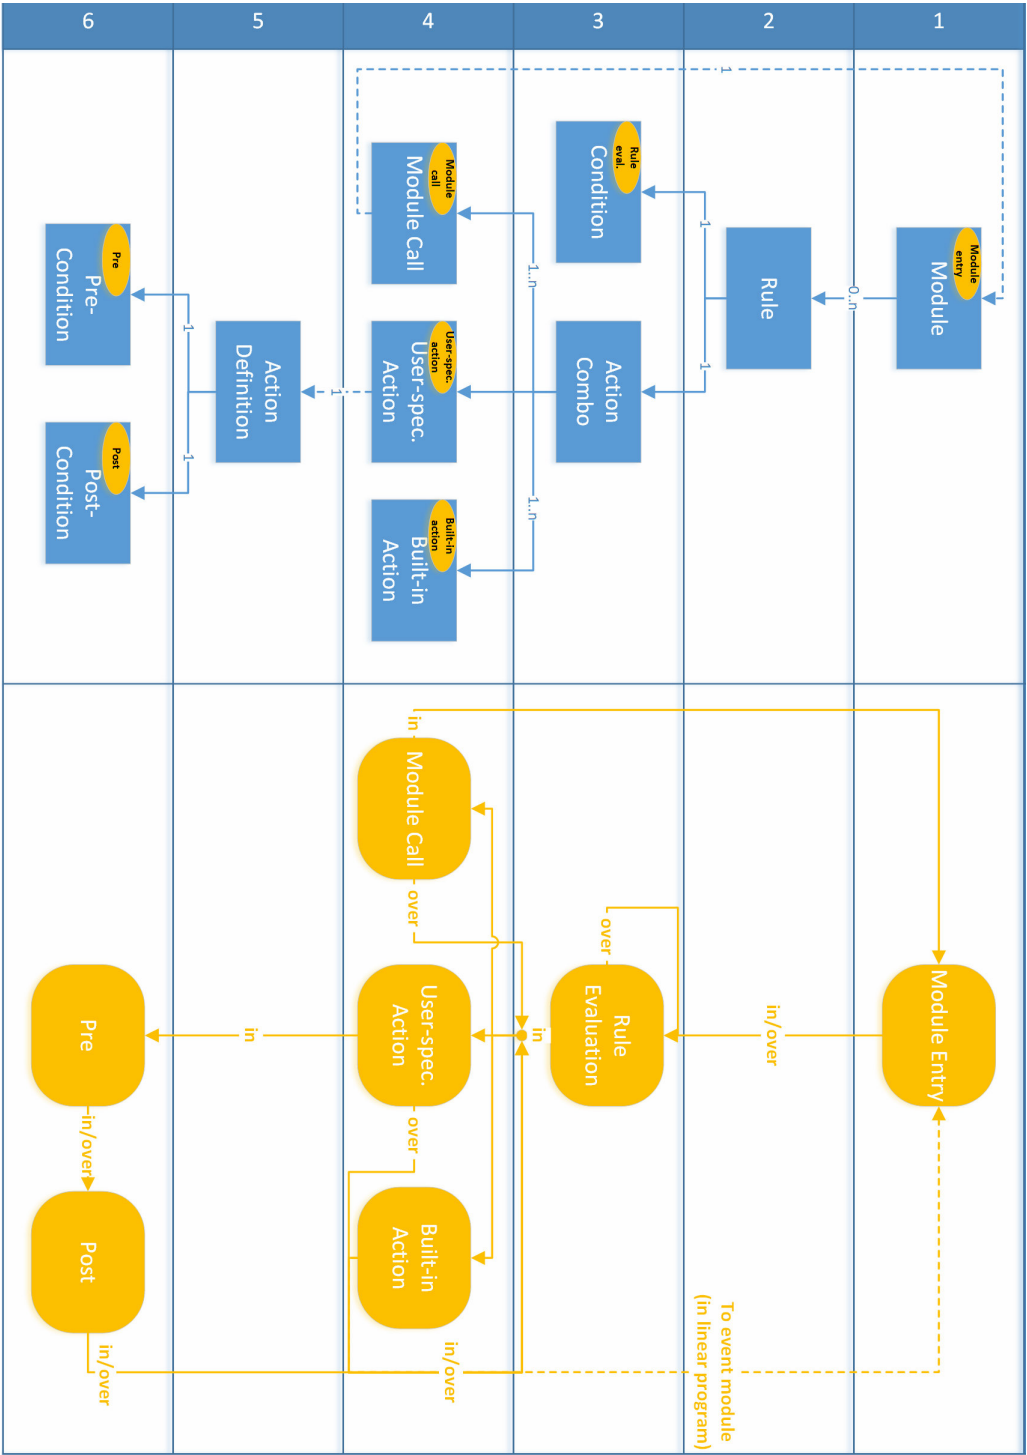 1
2
3
4
5
6
Module
entry
Module
0..n
Rule
1
1
Rule
eval.
Condition
Action
Combo
1..n
1..n
1
Module
call
Module Call
User-spec.
action
User-spec.
Action
Built-in
action
Built-in
Action
1
Action
Definition
1
1
Pre
Pre-
Condition
Post
Post-
Condition
Module Entry
in/over
To event module
(in linear program)
Rule
Evaluation
over
in
in
Module Call
over
User-spec.
Action
over
Built-in
Action
in/over
in
Pre
in/over
Post
in/over